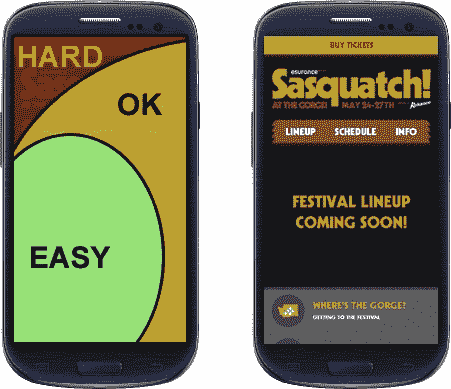 HARD
OK
EASY
BUY TICKETS
esurance
Sasquatch!
AT THE GORGE! MAY 24-27TH
LINEUP SCHEDULE INFO
FESTIVAL LINEUP
COMING SOON!
WHERE'S THE GORGE?
GETTING TO THE FESTIVAL